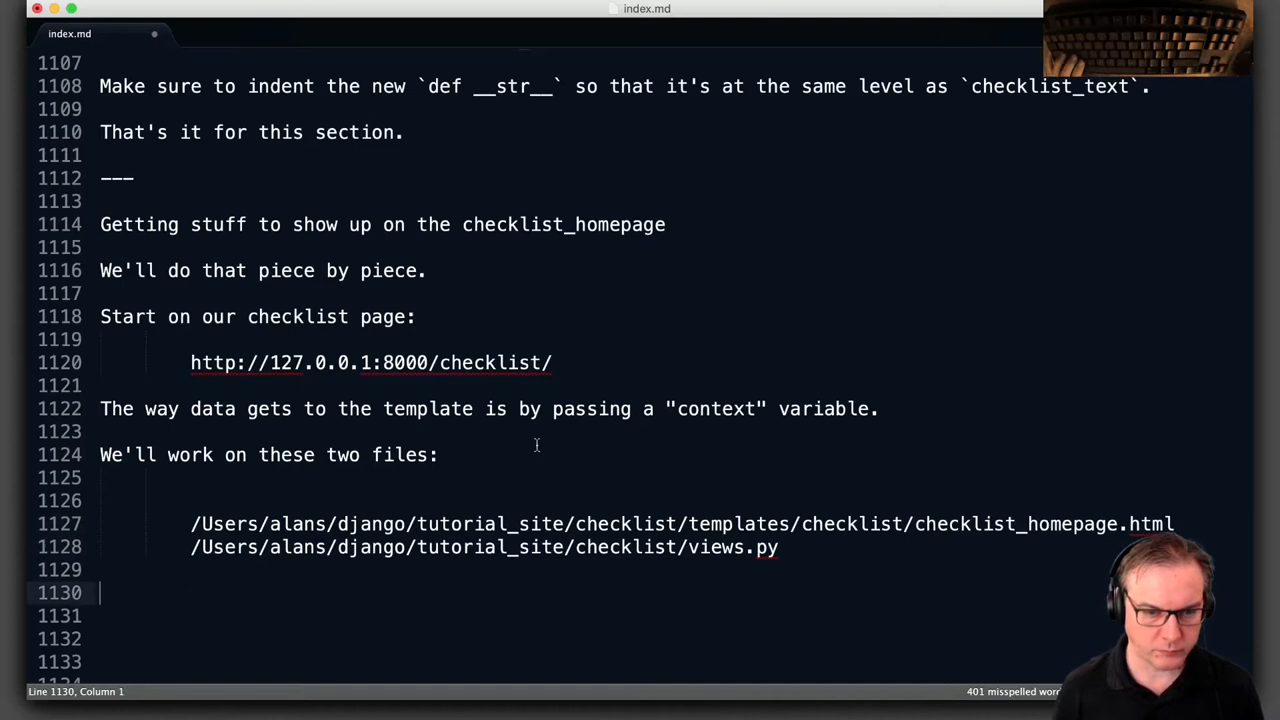 index.md
index.md
1107
1108 Make sure to indent the new `def __str__` so that it's at the same level as `checklist_text`.
1109
1110 That's it for this section.
1111
1112 ---
1113
1114 Getting stuff to show up on the checklist_homepage
1115
1116 We'll do that piece by piece.
1117
1118 Start on our checklist page:
1119
1120 http://127.0.0.1:8000/checklist/
1121
1122 The way data gets to the template is by passing a "context" variable.
1123
1124 We'll work on these two files:
1125
1126
1127 /Users/alans/django/tutorial_site/checklist/templates/checklist/checklist_homepage.html
1128 /Users/alans/django/tutorial_site/checklist/views.py
1129
1130
1131
1132
1133
Line 1130, Column 1
401 misspelled